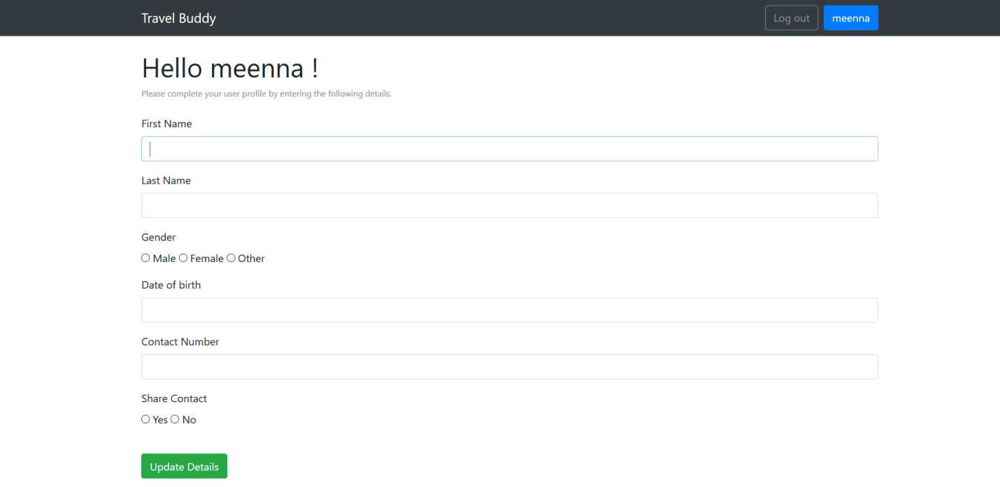 Travel Buddy Log out meenna
Hello meenna !
Please complete your user profile by entering the following details.
First Name
Last Name
Gender
Male Female Other
Date of birth
Contact Number
Share Contact
Yes No
Update Details